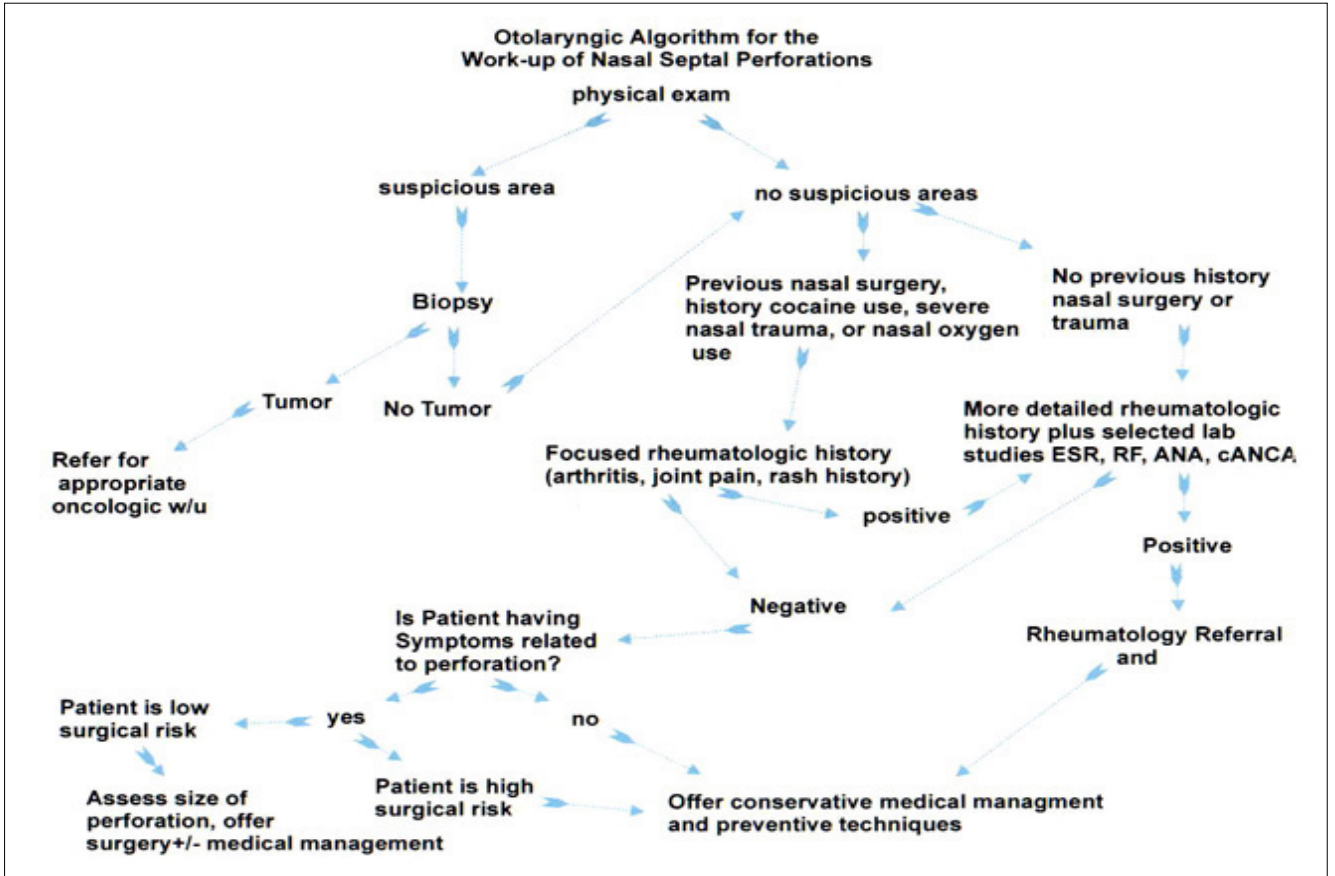 Otolaryngic Algorithm for the
Work-up of Nasal Septal Perforations
physical exam
suspicious area
no suspicious areas
Biopsy
Previous nasal surgery,
history cocaine use, severe
nasal trauma, or nasal oxygen
use
No previous history
nasal surgery or
trauma
Tumor
No Tumor
Refer for
appropriate
oncologic w/u
Focused rheumatologic history
(arthritis, joint pain, rash history)
More detailed rheumatologic
history plus selected lab
studies ESR, RF, ANA, cANCA.
positive
Positive
Negative
Is Patient having
Symptoms related
to perforation?
Rheumatology Referral
and
Patient is low
surgical risk
yes
no
Assess size of
perforation, offer
surgery+/- medical management
Patient is high
surgical risk
Offer conservative medical managment
and preventive techniques